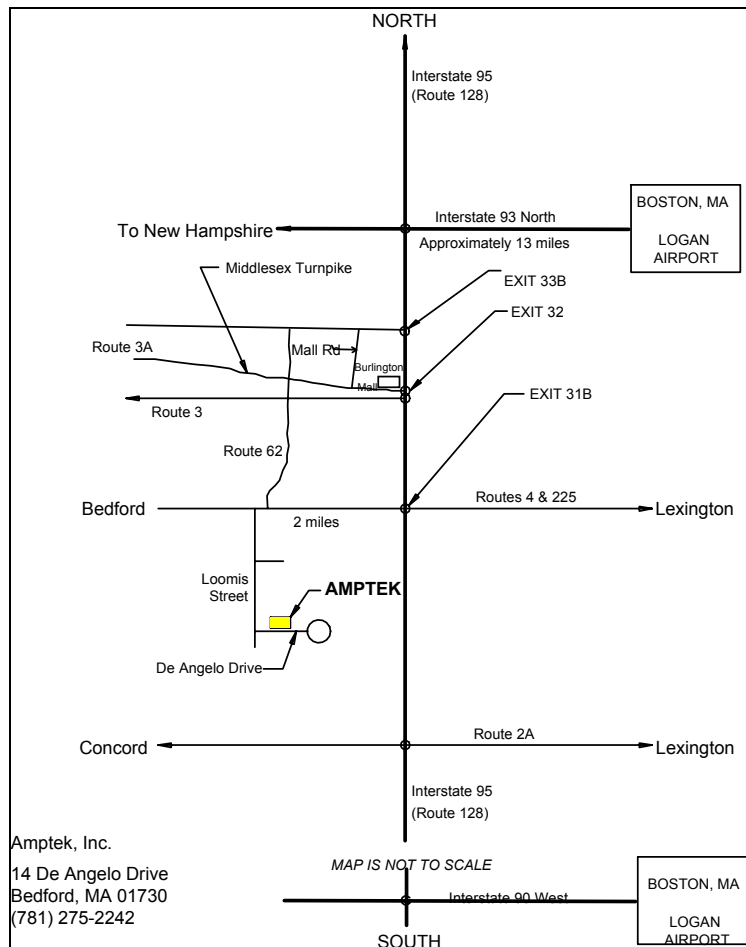 NORTH
Interstate 95
(Route 128)
BOSTON, MA
LOGAN
AIRPORT
Interstate 93 North
To New Hampshire
Approximately 13 miles
Middlesex Turnpike
EXIT 33B
EXIT 32
Route 3A
Mall Rd
Burlington
Mall
Route 3
EXIT 31B
Route 62
Routes 4 & 225
Bedford
Lexington
2 miles
Loomis
Street
AMPTEK
De Angelo Drive
Route 2A
Concord
Lexington
Interstate 95
(Route 128)
Amptek, Inc.
14 De Angelo Drive
Bedford, MA 01730
(781) 275-2242
MAP IS NOT TO SCALE
Interstate 90 West
BOSTON, MA
LOGAN
AIRPORT
SOUTH